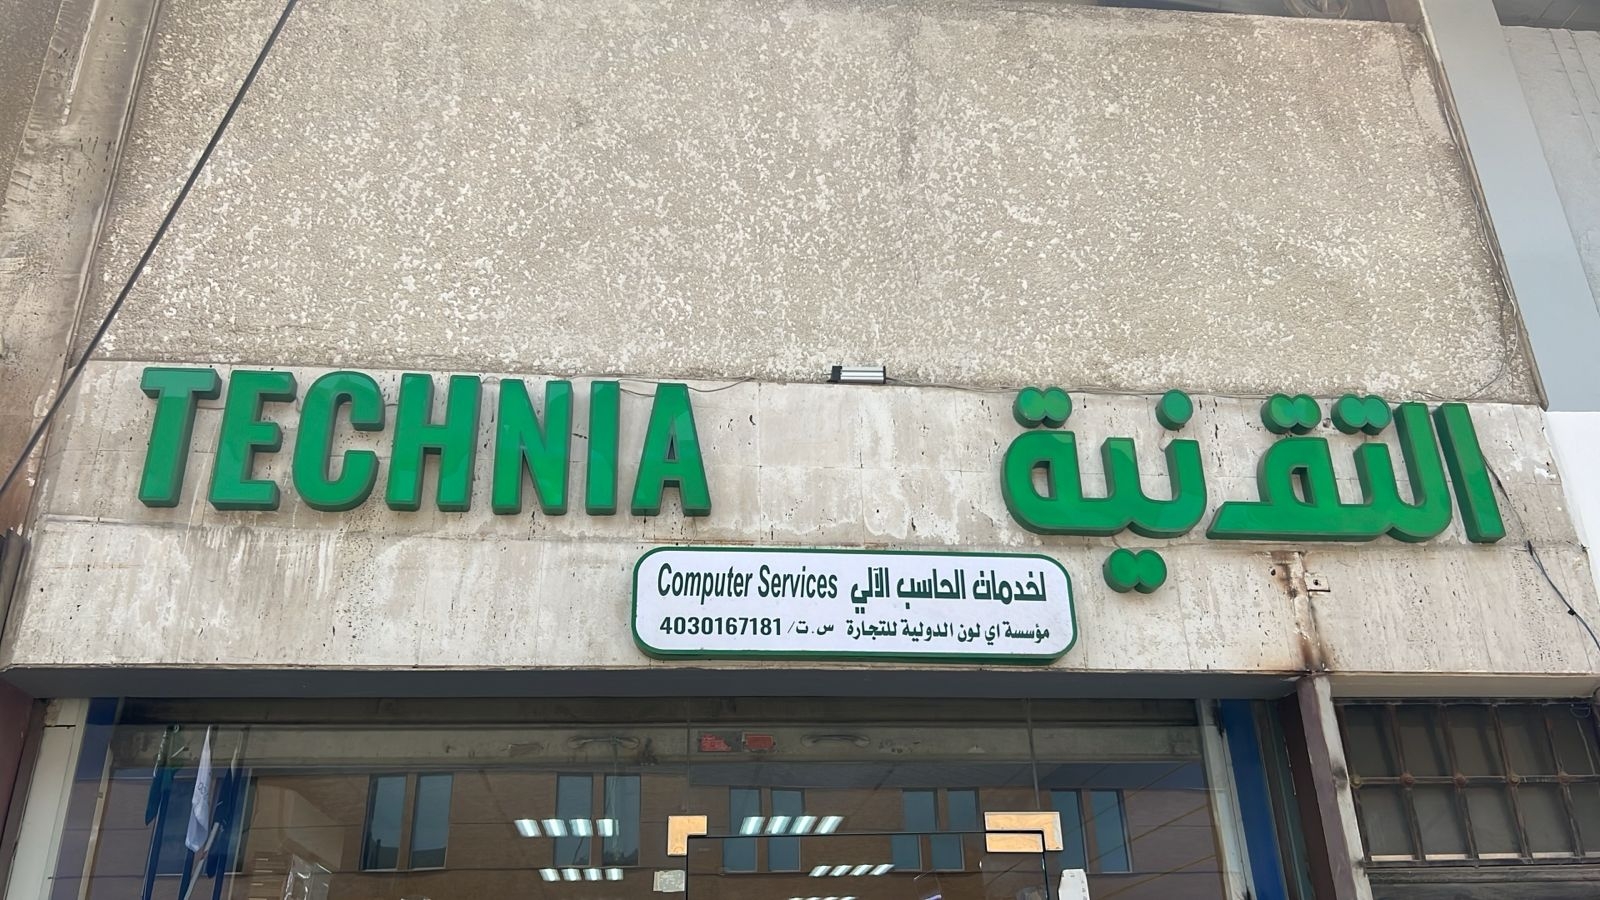 TECHNIA التقنية
Computer Services لخدمات الحاسب الآلي
مؤسسة اي لون الدولية للتجارة س.ت/ 4030167181